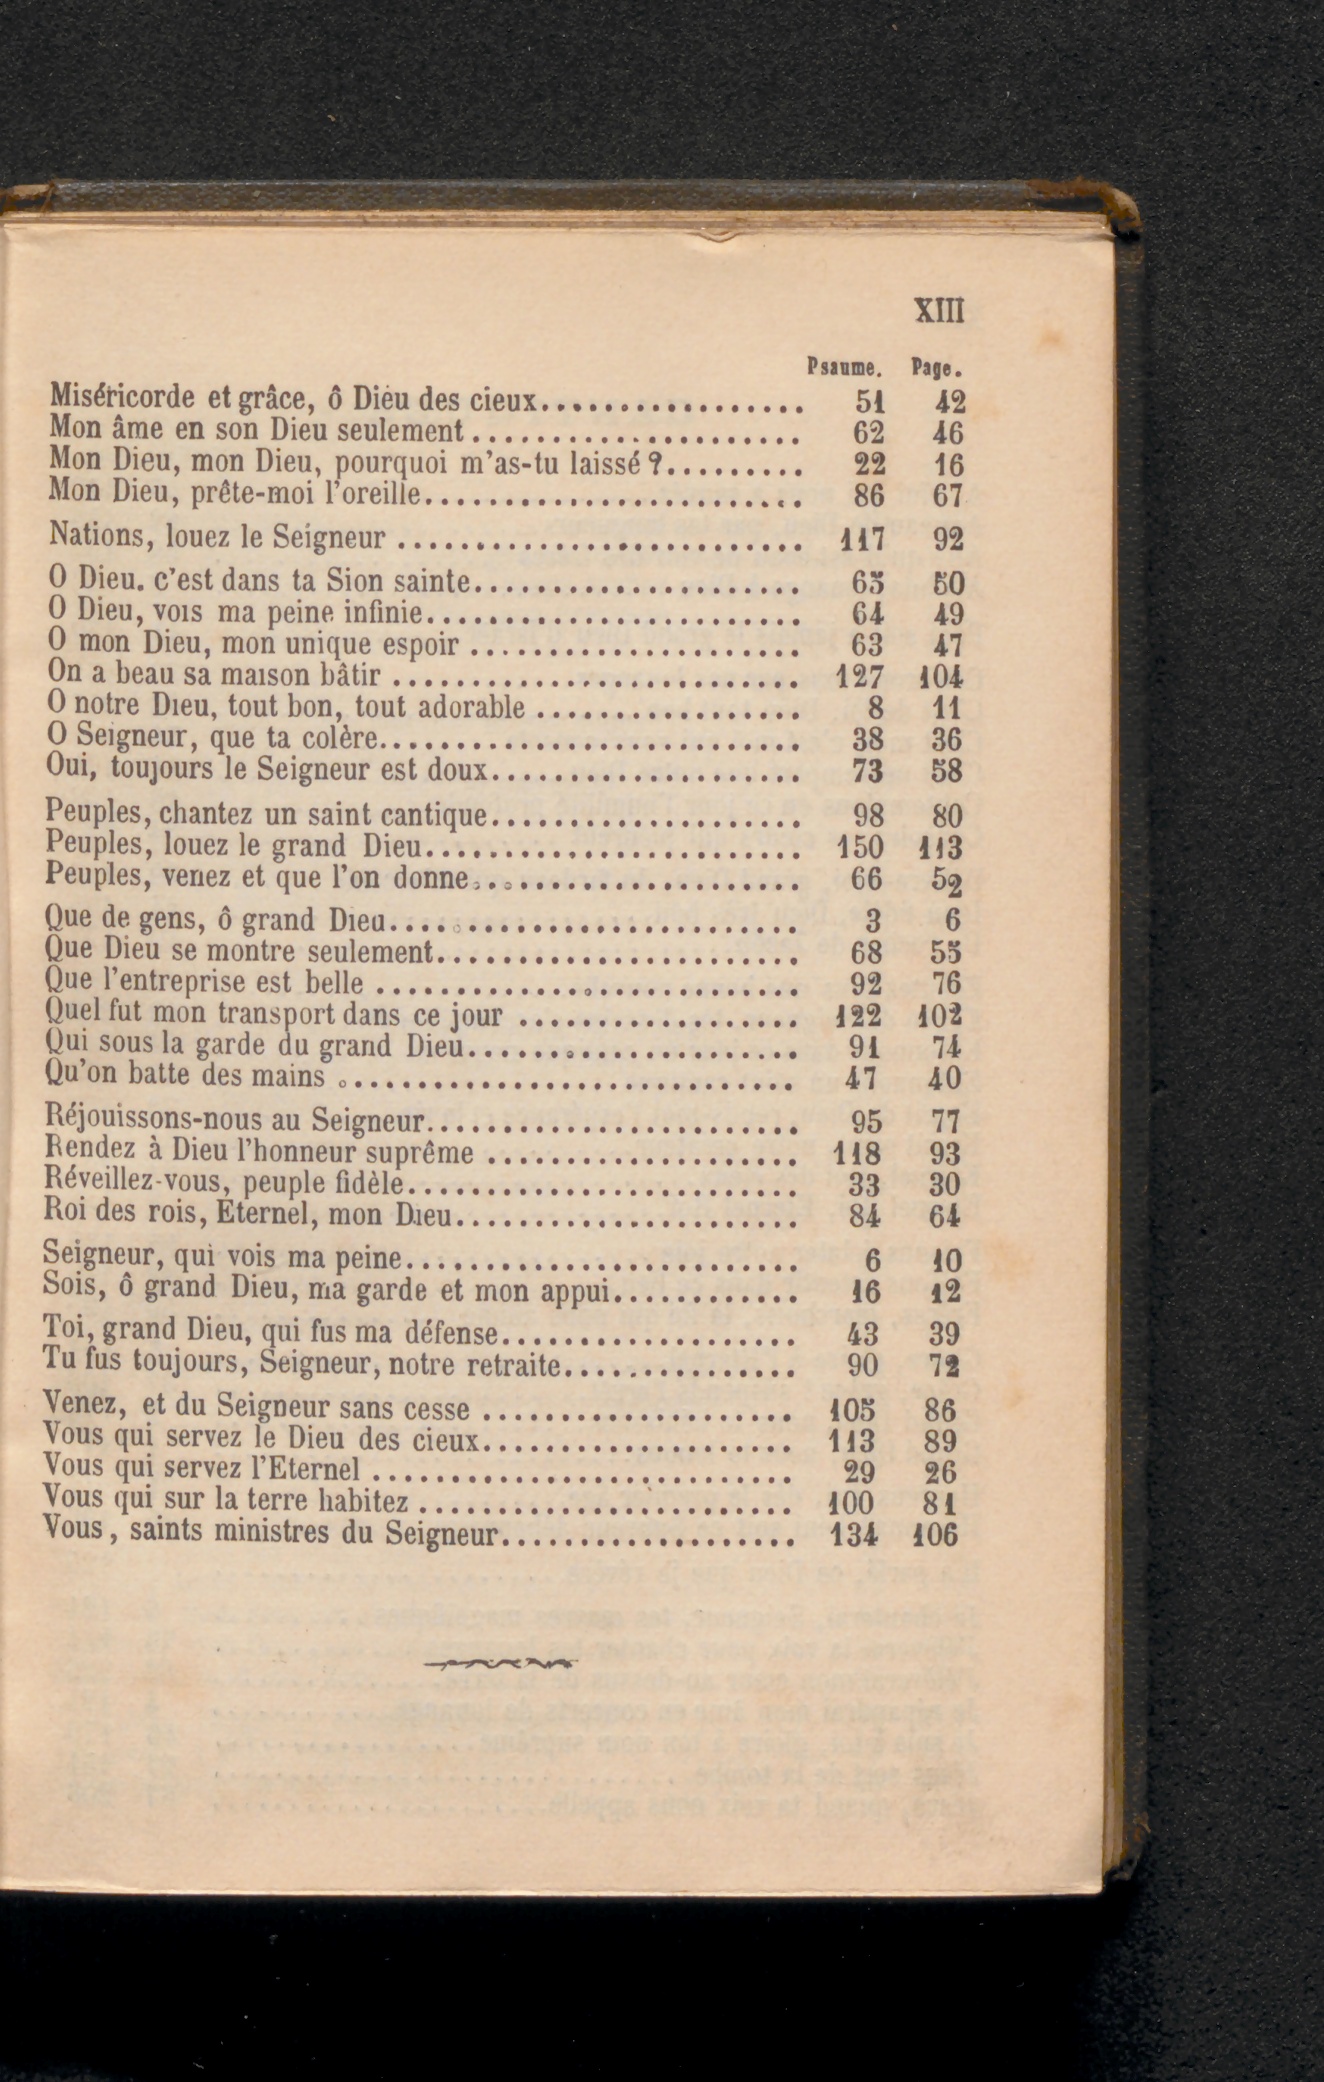 XIII
Psaume. Page.
Miséricorde et grâce, ô Dieu des cieux................. 51 42
Mon âme en son Dieu seulement ..................... 62 46
Mon Dieu, mon Dieu, pourquoi m'as-tu laissé ?......... 22 16
Mon Dieu, prête-moi l'oreille........................ 86 67
Nations, louez le Seigneur .......................... 117 92
O Dieu. c'est dans ta Sion sainte..................... 65 50
O Dieu, vois ma peine infinie........................ 64 49
O mon Dieu, mon unique espoir ..................... 63 47
On a beau sa maison bâtir .......................... 127 104
O notre Dieu, tout bon, tout adorable ................. 8 11
O Seigneur, que ta colère........................... 38 36
Oui, toujours le Seigneur est doux.................... 73 58
Peuples, chantez un saint cantique.................... 98 80
Peuples, louez le grand Dieu........................ 150 113
Peuples, venez et que l'on donne..................... 66 52
Que de gens, ô grand Dieu.......................... 3 6
Que Dieu se montre seulement....................... 68 55
Que l'entreprise est belle ........................... 92 76
Quel fut mon transport dans ce jour .................. 122 102
Qui sous la garde du grand Dieu..................... 91 74
Qu'on batte des mains ............................. 47 40
Réjouissons-nous au Seigneur........................ 95 77
Rendez à Dieu l'honneur suprême .................... 118 93
Réveillez-vous, peuple fidèle......................... 33 30
Roi des rois, Eternel, mon Dieu...................... 84 64
Seigneur, qui vois ma peine......................... 6 10
Sois, ô grand Dieu, ma garde et mon appui............ 16 12
Toi, grand Dieu, qui fus ma défense................... 43 39
Tu fus toujours, Seigneur, notre retraite............... 90 72
Venez, et du Seigneur sans cesse .................... 105 86
Vous qui servez le Dieu des cieux.................... 113 89
Vous qui servez l'Eternel ........................... 29 26
Vous qui sur la terre habitez ........................ 100 81
Vous, saints ministres du Seigneur................... 134 106